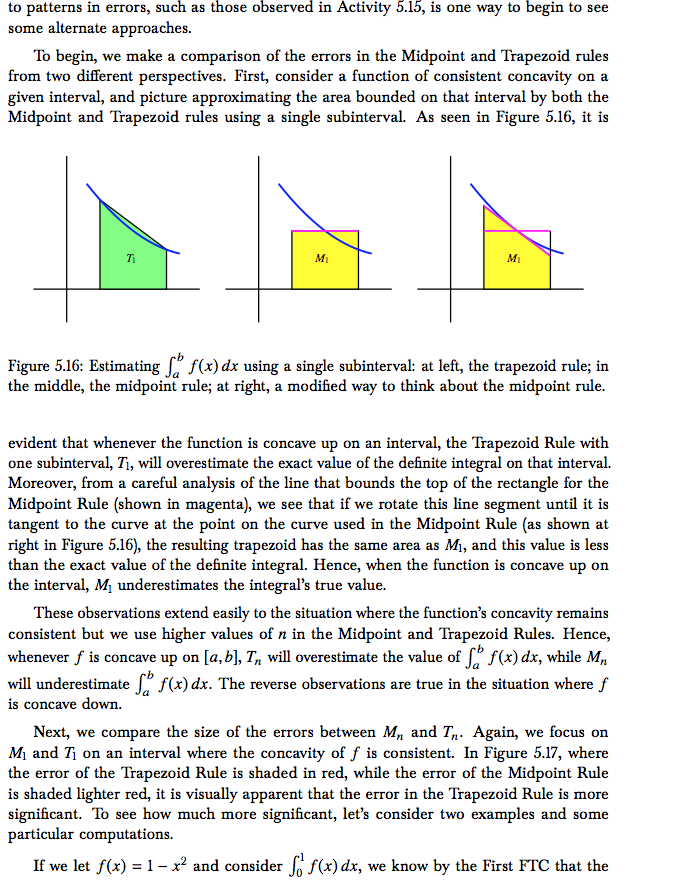 to patterns in errors, such as those observed in Activity 5.15, is one way to begin to see
some alternate approaches.
To begin, we make a comparison of the errors in the Midpoint and Trapezoid rules
from two different perspectives. First, consider a function of consistent concavity on a
given interval, and picture approximating the area bounded on that interval by both the
Midpoint and Trapezoid rules using a single subinterval. As seen in Figure 5.16, it is
T₁
M₁
M₁
Figure 5.16: Estimating ∫ₐᵇ f(x) dx using a single subinterval: at left, the trapezoid rule; in
the middle, the midpoint rule; at right, a modified way to think about the midpoint rule.
evident that whenever the function is concave up on an interval, the Trapezoid Rule with
one subinterval, T₁, will overestimate the exact value of the definite integral on that interval.
Moreover, from a careful analysis of the line that bounds the top of the rectangle for the
Midpoint Rule (shown in magenta), we see that if we rotate this line segment until it is
tangent to the curve at the point on the curve used in the Midpoint Rule (as shown at
right in Figure 5.16), the resulting trapezoid has the same area as M₁, and this value is less
than the exact value of the definite integral. Hence, when the function is concave up on
the interval, M₁ underestimates the integral's true value.
These observations extend easily to the situation where the function's concavity remains
consistent but we use higher values of n in the Midpoint and Trapezoid Rules. Hence,
whenever f is concave up on [a, b], Tₙ will overestimate the value of ∫ₐᵇ f(x) dx, while Mₙ
will underestimate ∫ₐᵇ f(x) dx. The reverse observations are true in the situation where f
is concave down.
Next, we compare the size of the errors between Mₙ and Tₙ. Again, we focus on
M₁ and T₁ on an interval where the concavity of f is consistent. In Figure 5.17, where
the error of the Trapezoid Rule is shaded in red, while the error of the Midpoint Rule
is shaded lighter red, it is visually apparent that the error in the Trapezoid Rule is more
significant. To see how much more significant, let's consider two examples and some
particular computations.
If we let f(x) = 1 − x² and consider ∫₀¹ f(x) dx, we know by the First FTC that the